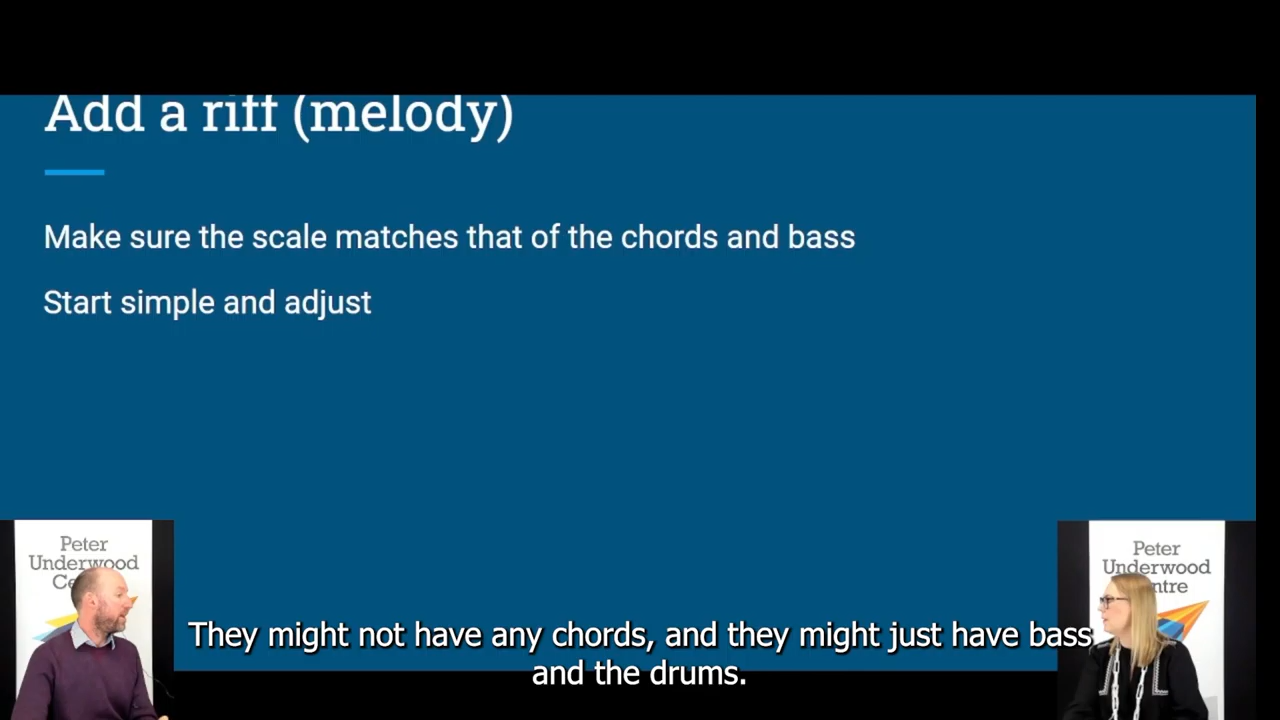 Add a riff (melody)
Make sure the scale matches that of the chords and bass
Start simple and adjust
Peter
Underwood
Peter
Underwood
They might not have any chords, and they might just have bass
and the drums.